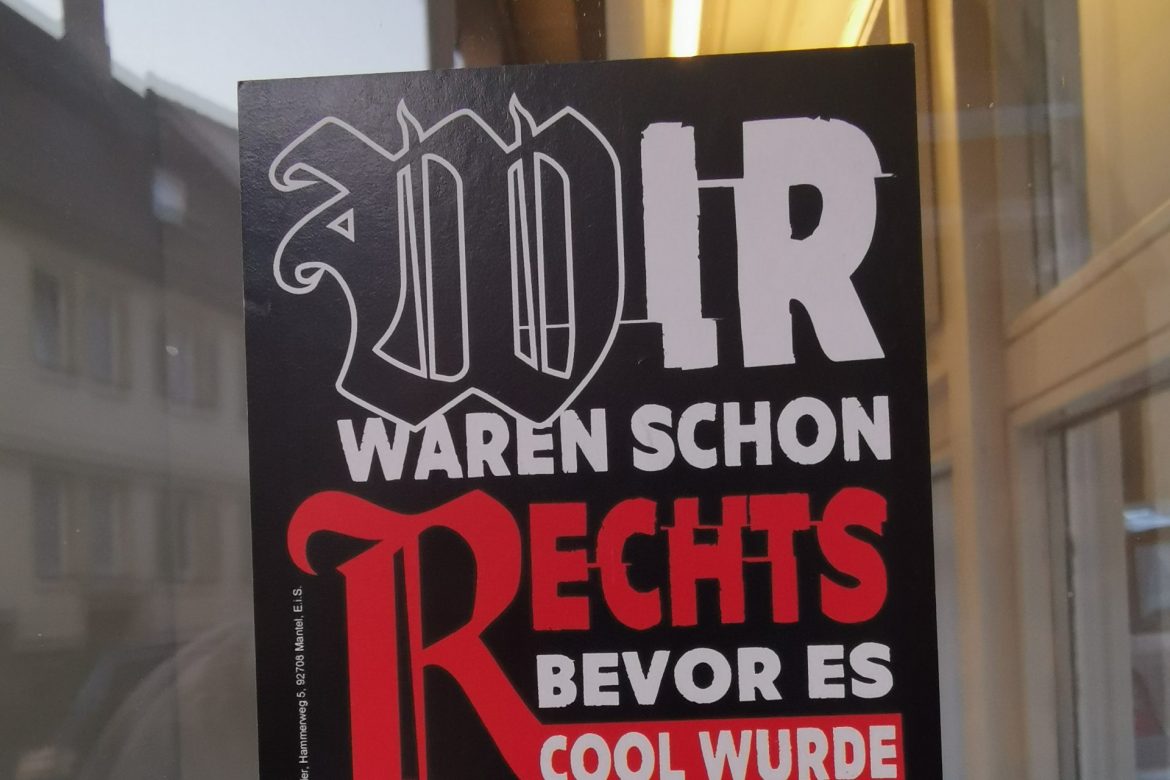 WIR
WAREN SCHON
RECHTS
BEVOR ES
COOL WURDE
Hammerweg 5, 92708 Mantel, E.i.S.